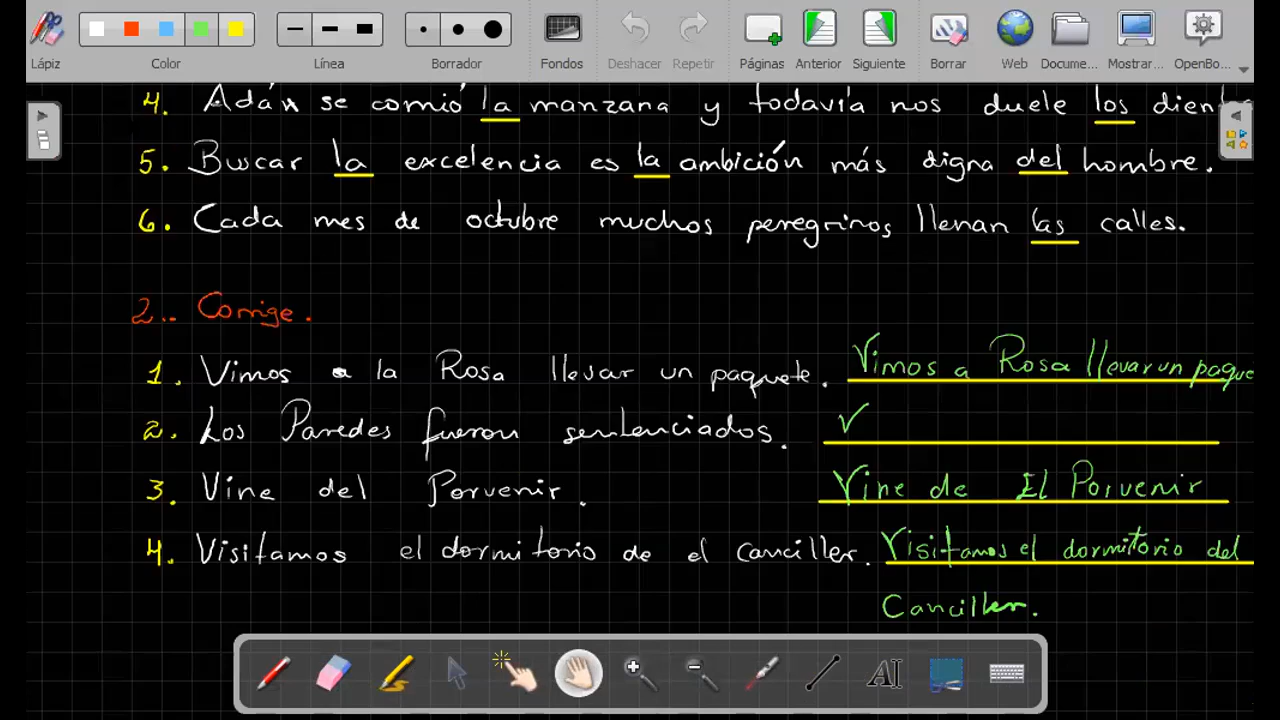 Lápiz Color Línea Borrador Fondos Deshacer Repetir Páginas Anterior Siguiente Borrar Web Docume... Mostrar... OpenBo...
4. Adán se comió la manzana y todavía nos duele los dient
5. Buscar la excelencia es la ambición más digna del hombre.
6. Cada mes de octubre muchos peregrinos llenan las calles.
2.. Corrige.
1. Vimos a la Rosa llevar un paquete. Vimos a Rosa llevar un paque
2. Los Paredes fueron sentenciados. V
3. Vine del Porvenir. Vine de El Porvenir
4. Visitamos el dormitorio de el canciller. Visitamos el dormitorio del
Canciller.
AI